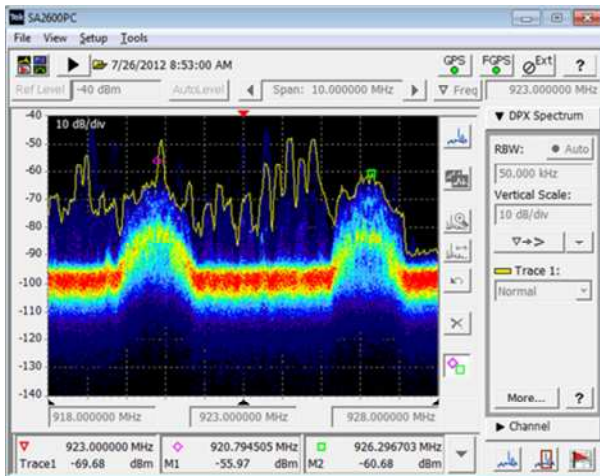 Tek SA2600PC
File View Setup Tools
7/26/2012 8:53:00 AM GPS FGPS Ext ?
Ref Level -40 dBm AutoLevel Span: 10.000000 MHz Freq 923.000000 MHz
-40
10 dB/div
-50
-60
-70
-80
-90
-100
-110
-120
-130
-140
918.000000 MHz 923.000000 MHz 928.000000 MHz
923.000000 MHz 920.794505 MHz 926.296703 MHz
Trace1 -69.68 dBm M1 -55.97 dBm M2 -60.68 dBm
DPX Spectrum
RBW: Auto
50.000 kHz
Vertical Scale:
10 dB/div
Trace 1:
Normal
More... ?
Channel